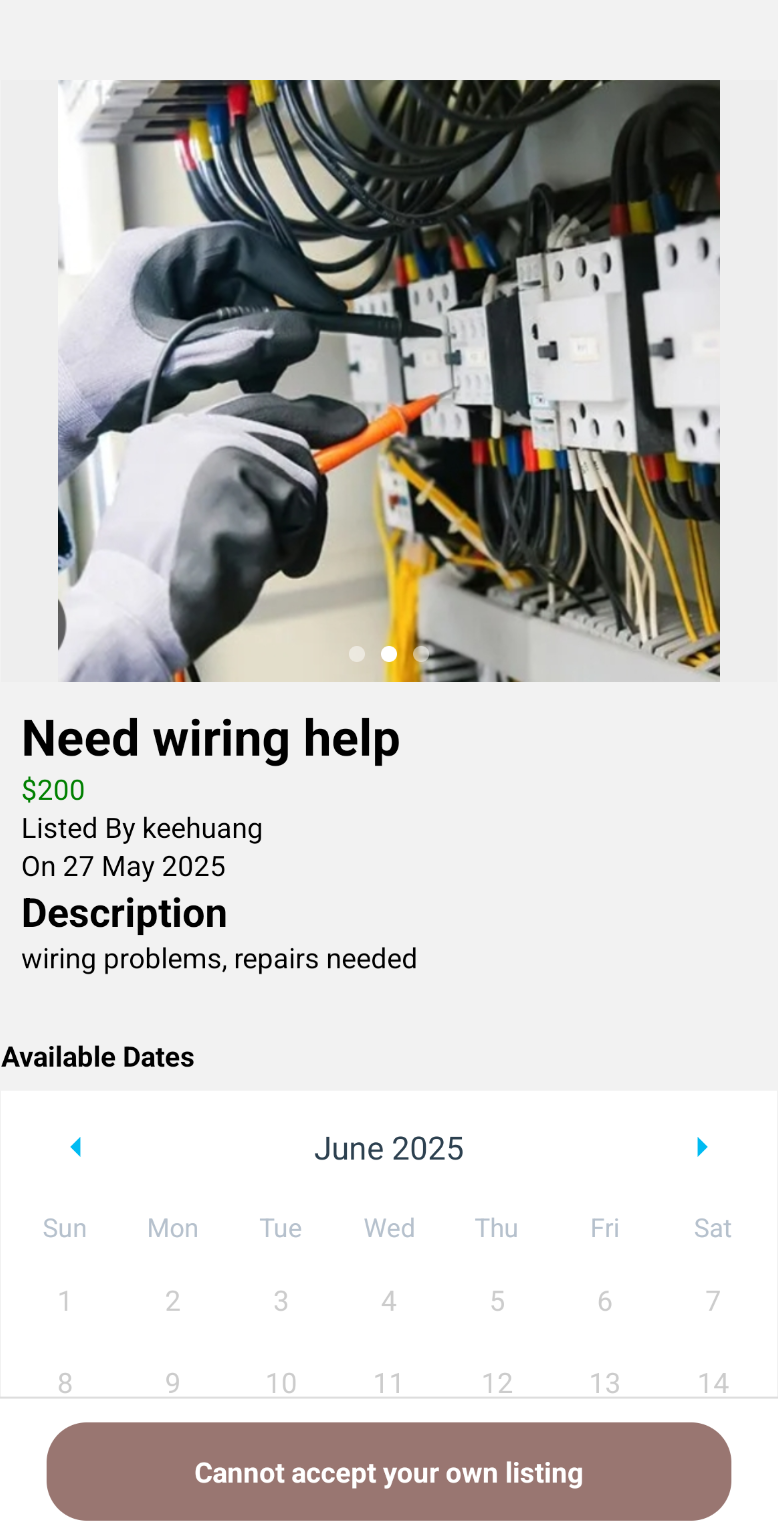 Need wiring help
$200
Listed By keehuang
On 27 May 2025
Description
wiring problems, repairs needed
Available Dates
June 2025
Sun Mon Tue Wed Thu Fri Sat
1 2 3 4 5 6 7
8 9 10 11 12 13 14
Cannot accept your own listing